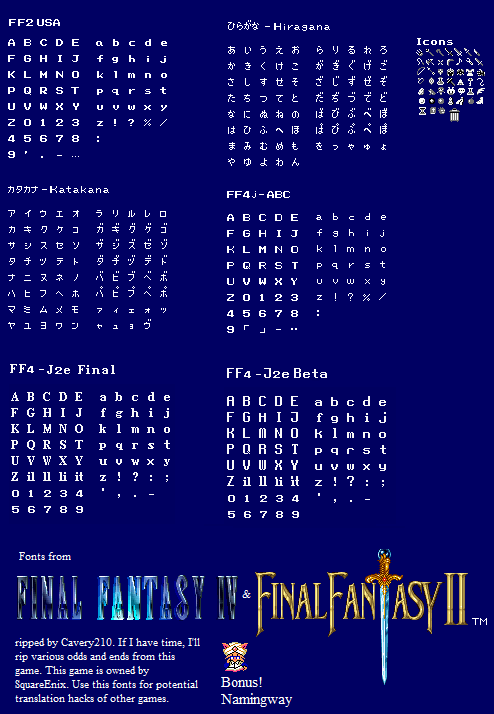 FF2 USA
A B C D E a b c d e
F G H I J f g h i j
K L M N O k l m n o
P Q R S T p q r s t
U V W X Y u v w x y
Z 0 1 2 3 z ! ? % /
4 5 6 7 8 :
9 ' . - …
ひらがな - Hiragana
あ い う え お ら り る れ ろ
か き く け こ が ぎ ぐ げ ご
さ し す せ そ ざ じ ず ぜ ぞ
た ち つ て と だ ぢ づ で ど
な に ぬ ね の ば び ぶ べ ぼ
は ひ ふ へ ほ ぱ ぴ ぷ ぺ ぽ
ま み む め も を っ ゃ ゅ ょ
や ゆ よ わ ん
Icons
カタカナ - Katakana
ア イ ウ エ オ ラ リ ル レ ロ
カ キ ク ケ コ ガ ギ グ ゲ ゴ
サ シ ス セ ソ ザ ジ ズ ゼ ゾ
タ チ ツ テ ト ダ ヂ ヅ デ ド
ナ ニ ヌ ネ ノ バ ビ ブ ベ ボ
ハ ヒ フ ヘ ホ パ ピ プ ペ ポ
マ ミ ム メ モ ァ ィ ェ ォ ッ
ヤ ユ ヨ ワ ン ャ ュ ョ ヴ
FF4j-ABC
A B C D E a b c d e
F G H I J f g h i j
K L M N O k l m n o
P Q R S T p q r s t
U V W X Y u v w x y
Z 0 1 2 3 z ! ? % /
4 5 6 7 8 :
9 「 」 - ‥
FF4 -J2e Final
A B C D E a b c d e
F G H I J f g h i j
K L M N O k l m n o
P Q R S T p q r s t
U V W X Y u v w x y
Z il ll li it z ! ? : ;
0 1 2 3 4 ' , . -
5 6 7 8 9
FF4 -J2e Beta
A B C D E a b c d e
F G H I J f g h i j
K L M N O k l m n o
P Q R S T p q r s t
U V W X Y u v w x y
Z il ll li it z ! ? : ;
0 1 2 3 4 ' , . -
5 6 7 8 9
Fonts from
FINAL FANTASY IV & FINAL FANTASY II TM
ripped by Cavery210. If I have time, I'll
rip various odds and ends from this
game. This game is owned by
SquareEnix. Use this fonts for potential
translation hacks of other games.
Bonus!
Namingway